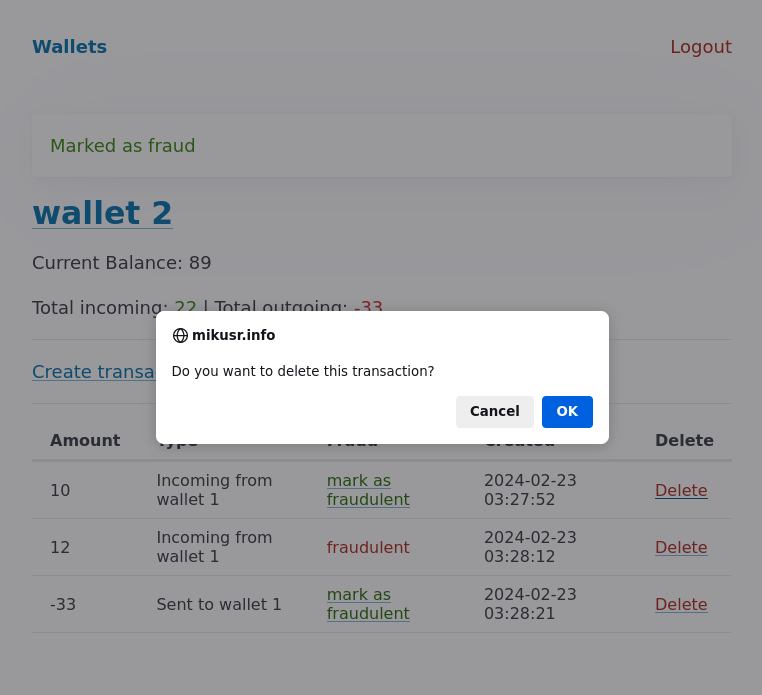 Wallets
Logout
Marked as fraud
wallet 2
Current Balance: 89
Total incoming: 22 | Total outgoing: -33
mikusr.info
Do you want to delete this transaction?
Cancel OK
Create transa
Amount Type Fraud Created Delete
10 Incoming from wallet 1 mark as fraudulent 2024-02-23 03:27:52 Delete
12 Incoming from wallet 1 fraudulent 2024-02-23 03:28:12 Delete
-33 Sent to wallet 1 mark as fraudulent 2024-02-23 03:28:21 Delete